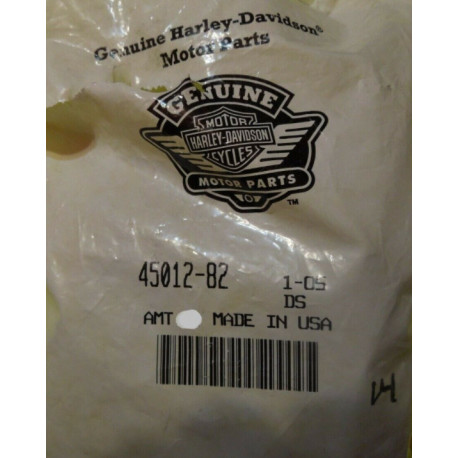 Genuine Harley-Davidson®
Motor Parts
GENUINE
MOTOR
HARLEY-DAVIDSON
CYCLES
MOTOR PARTS
TM
45012-82 1-05
DS
AMT MADE IN USA